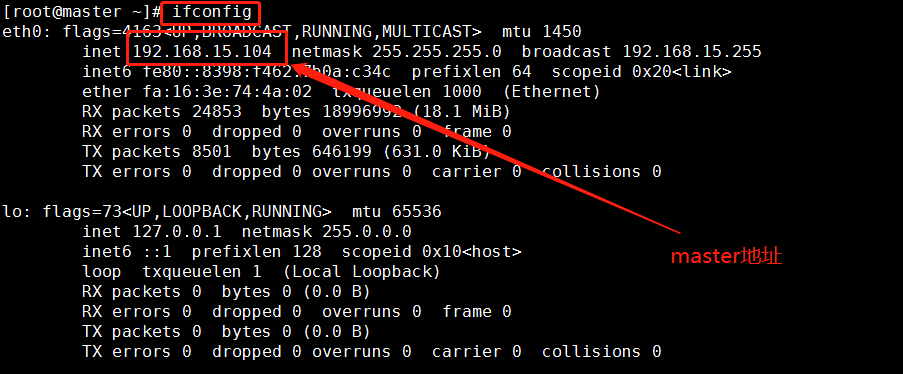 [root@master ~]# ifconfig
eth0: flags=4163<UP,BROADCAST,RUNNING,MULTICAST>  mtu 1450
inet 192.168.15.104  netmask 255.255.255.0  broadcast 192.168.15.255
inet6 fe80::8398:f462:7b0a:c34c  prefixlen 64  scopeid 0x20<link>
ether fa:16:3e:74:4a:02  txqueuelen 1000  (Ethernet)
RX packets 24853  bytes 18996992 (18.1 MiB)
RX errors 0  dropped 0  overruns 0  frame 0
TX packets 8501  bytes 646199 (631.0 KiB)
TX errors 0  dropped 0 overruns 0  carrier 0  collisions 0
lo: flags=73<UP,LOOPBACK,RUNNING>  mtu 65536
inet 127.0.0.1  netmask 255.0.0.0
inet6 ::1  prefixlen 128  scopeid 0x10<host>
master地址
loop  txqueuelen 1  (Local Loopback)
RX packets 0  bytes 0 (0.0 B)
RX errors 0  dropped 0  overruns 0  frame 0
TX packets 0  bytes 0 (0.0 B)
TX errors 0  dropped 0 overruns 0  carrier 0  collisions 0